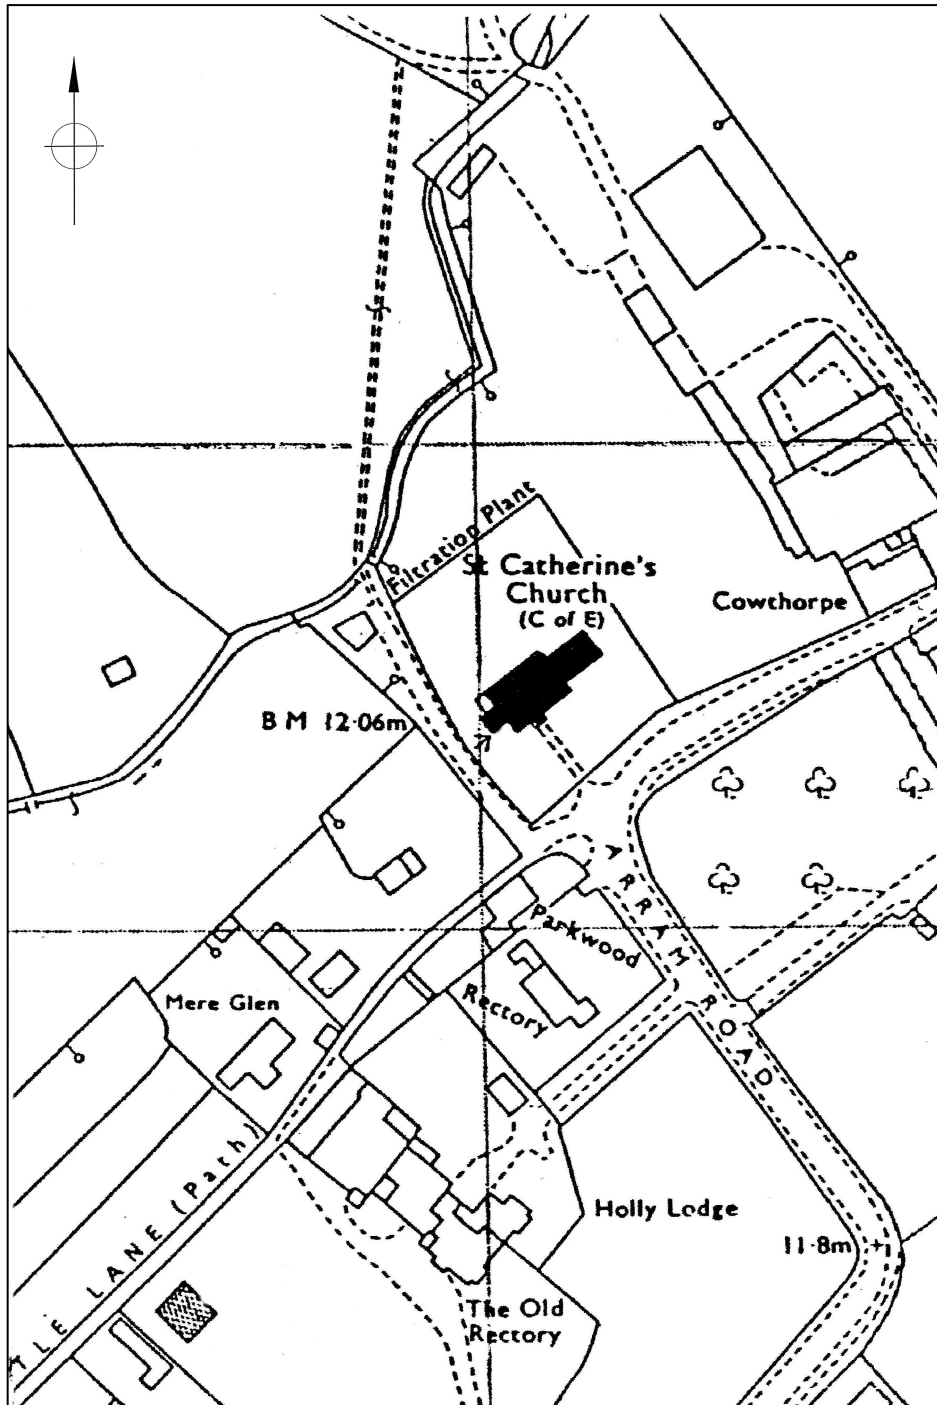 Filtration Plant
St Catherine's
Church
(C of E)
Cowthorpe
B M 12·06m
ARRAM ROAD
Parkwood
Mere Glen
Rectory
TLE LANE (Path)
Holly Lodge
11·8m
The Old
Rectory